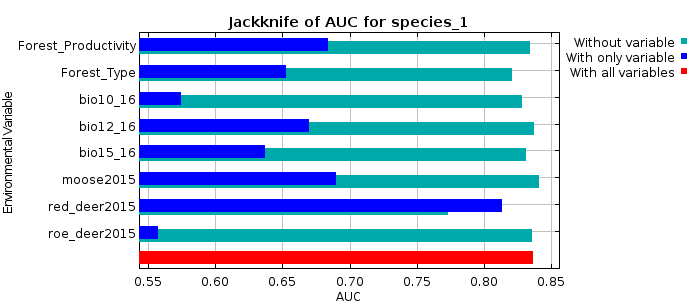 Jackknife of AUC for species_1
Environmental Variable
Forest_Productivity
Forest_Type
bio10_16
bio12_16
bio15_16
moose2015
red_deer2015
roe_deer2015
0.55 0.60 0.65 0.70 0.75 0.80 0.85
AUC
Without variable
With only variable
With all variables